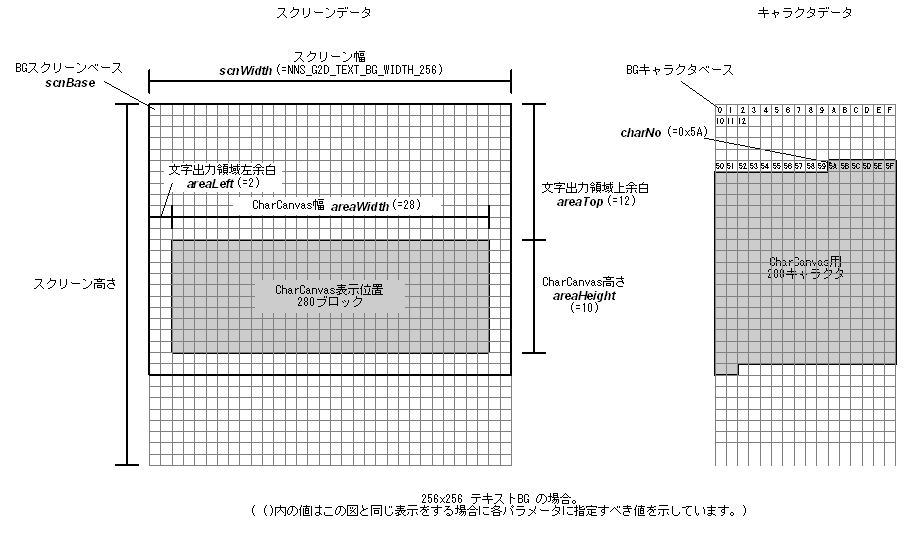 スクリーンデータ
キャラクタデータ
スクリーン幅
scnWidth (=NNS_G2D_TEXT_BG_WIDTH_256)
BGスクリーンベース
scnBase
BGキャラクタベース
0 1 2 3 4 5 6 7 8 9 A B C D E F
10 11 12
charNo (=0x5A)
50 51 52 53 54 55 56 57 58 59 5A 5B 5C 5D 5E 5F
文字出力領域左余白
areaLeft (=2)
文字出力領域上余白
areaTop (=12)
CharCanvas幅 areaWidth (=28)
スクリーン高さ
CharCanvas表示位置
280ブロック
CharCanvas高さ
areaHeight
(=10)
CharCanvas用
280キャラクタ
256x256 テキストBG の場合。
( ()内の値はこの図と同じ表示をする場合に各パラメータに指定すべき値を示しています。)